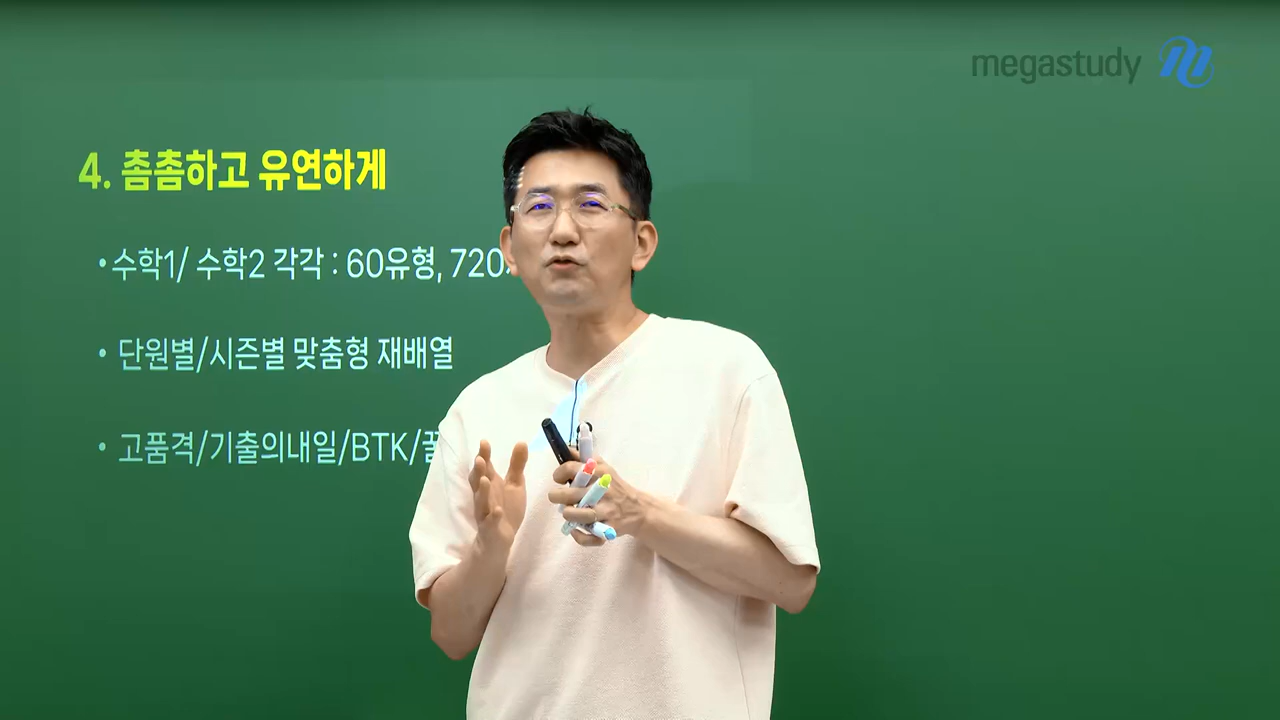 megastudy
4. 촘촘하고 유연하게
• 수학1/ 수학2 각각 : 60유형, 720
• 단원별/시즌별 맞춤형 재배열
• 고품격/기출의내일/BTK/